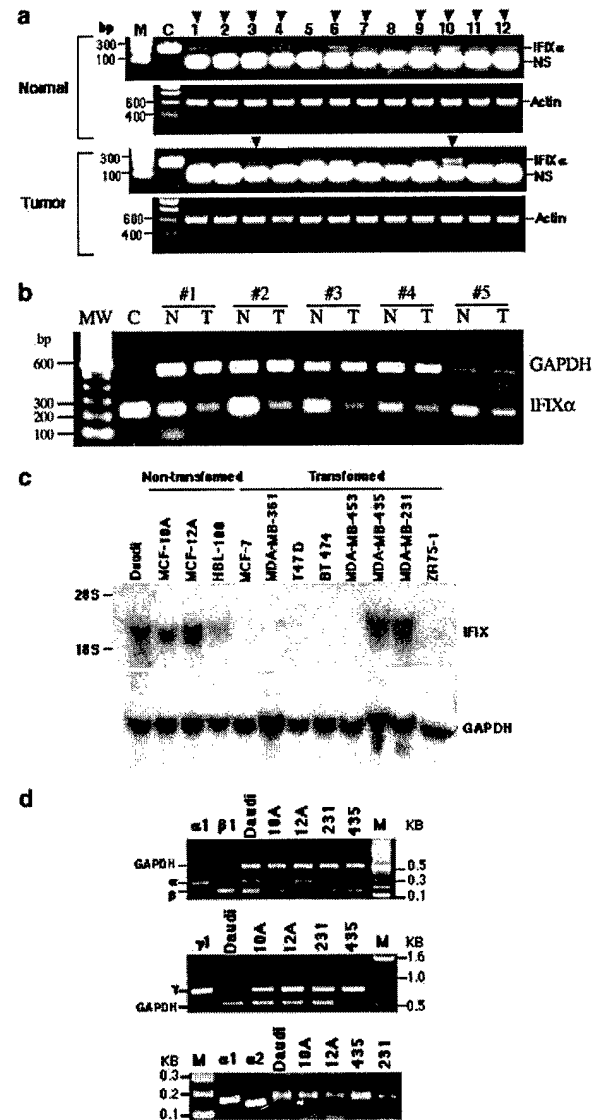 a
bp M C 1 2 3 4 5 6 7 8 9 10 11 12
Normal
300
100
IFIX α
NS
600
400
Actin
Tumor
300
100
IFIX α
NS
600
400
Actin
b
#1 #2 #3 #4 #5
MW C N T N T N T N T N T
bp
600
300
200
100
GAPDH
IFIXα
c
Non-transformed Transformed
Daudi MCF-10A MCF-12A HBL-100 MCF-7 MDA-MB-361 T47D BT 474 MDA-MB-453 MDA-MB-435 MDA-MB-231 ZR75-1
28S
18S
IFIX
GAPDH
d
α1 β1 Daudi 10A 12A 231 435 M KB
GAPDH
α
β
0.5
0.3
0.1
γ1 Daudi 10A 12A 231 435 M KB
γ
GAPDH
1.6
1.0
0.5
KB M α1 α2 Daudi 10A 12A 435 231
0.3
0.2
0.1